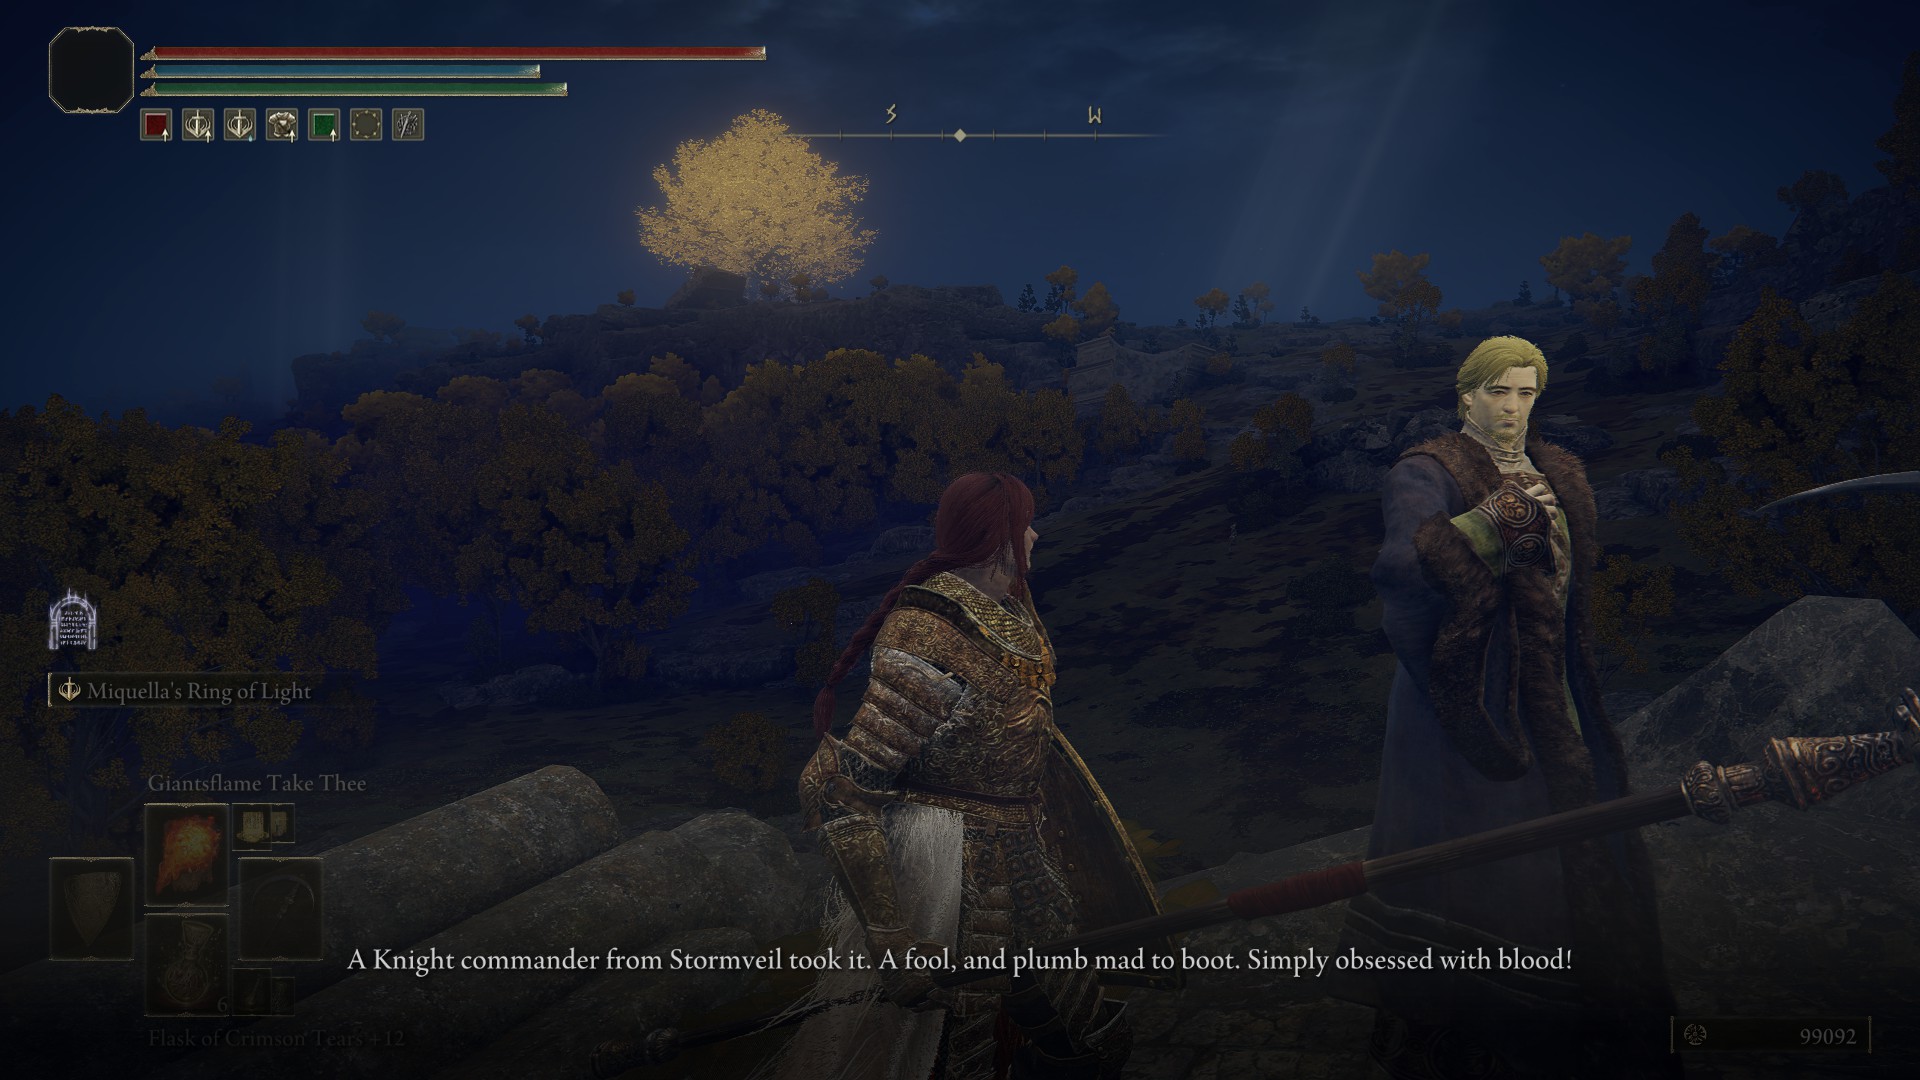 S
W
Miquella's Ring of Light
Giantsflame Take Thee
A Knight commander from Stormveil took it. A fool, and plumb mad to boot. Simply obsessed with blood!
6
Flask of Crimson Tears +12
99092